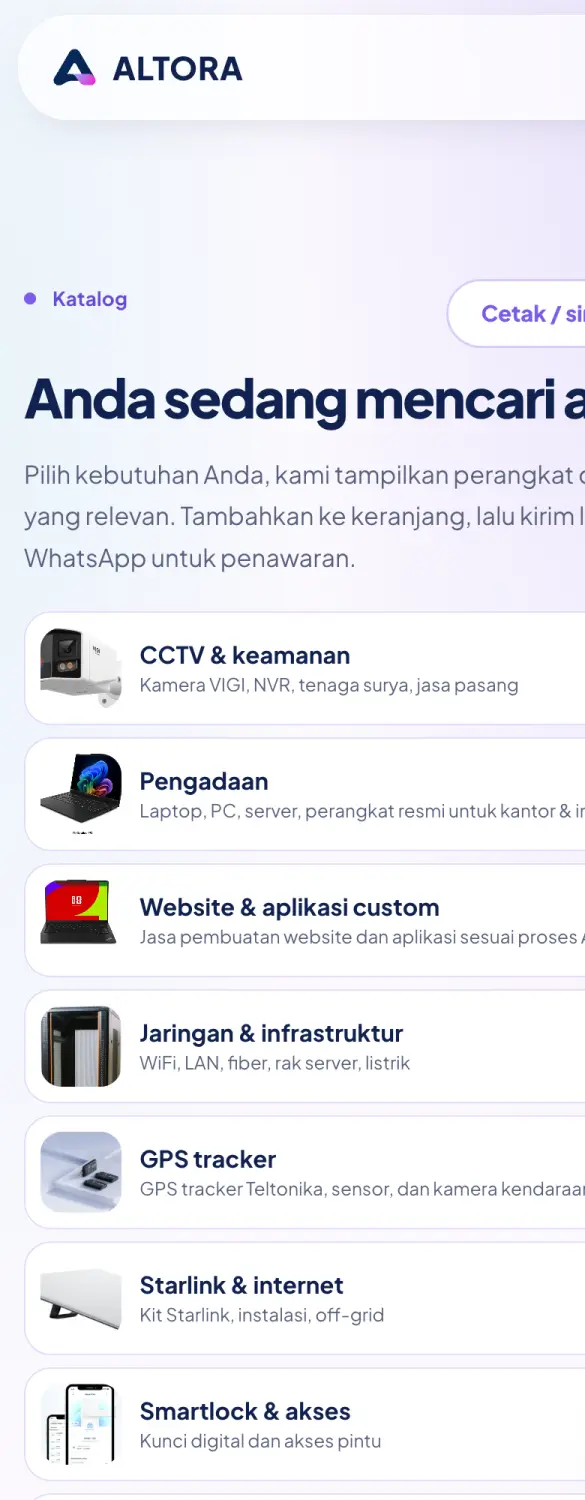 ALTORA
Katalog
Cetak / si
Anda sedang mencari a
Pilih kebutuhan Anda, kami tampilkan perangkat d
yang relevan. Tambahkan ke keranjang, lalu kirim l
WhatsApp untuk penawaran.
CCTV & keamanan
Kamera VIGI, NVR, tenaga surya, jasa pasang
Pengadaan
Laptop, PC, server, perangkat resmi untuk kantor & in
Website & aplikasi custom
Jasa pembuatan website dan aplikasi sesuai proses A
Jaringan & infrastruktur
WiFi, LAN, fiber, rak server, listrik
GPS tracker
GPS tracker Teltonika, sensor, dan kamera kendaraan
Starlink & internet
Kit Starlink, instalasi, off-grid
Smartlock & akses
Kunci digital dan akses pintu